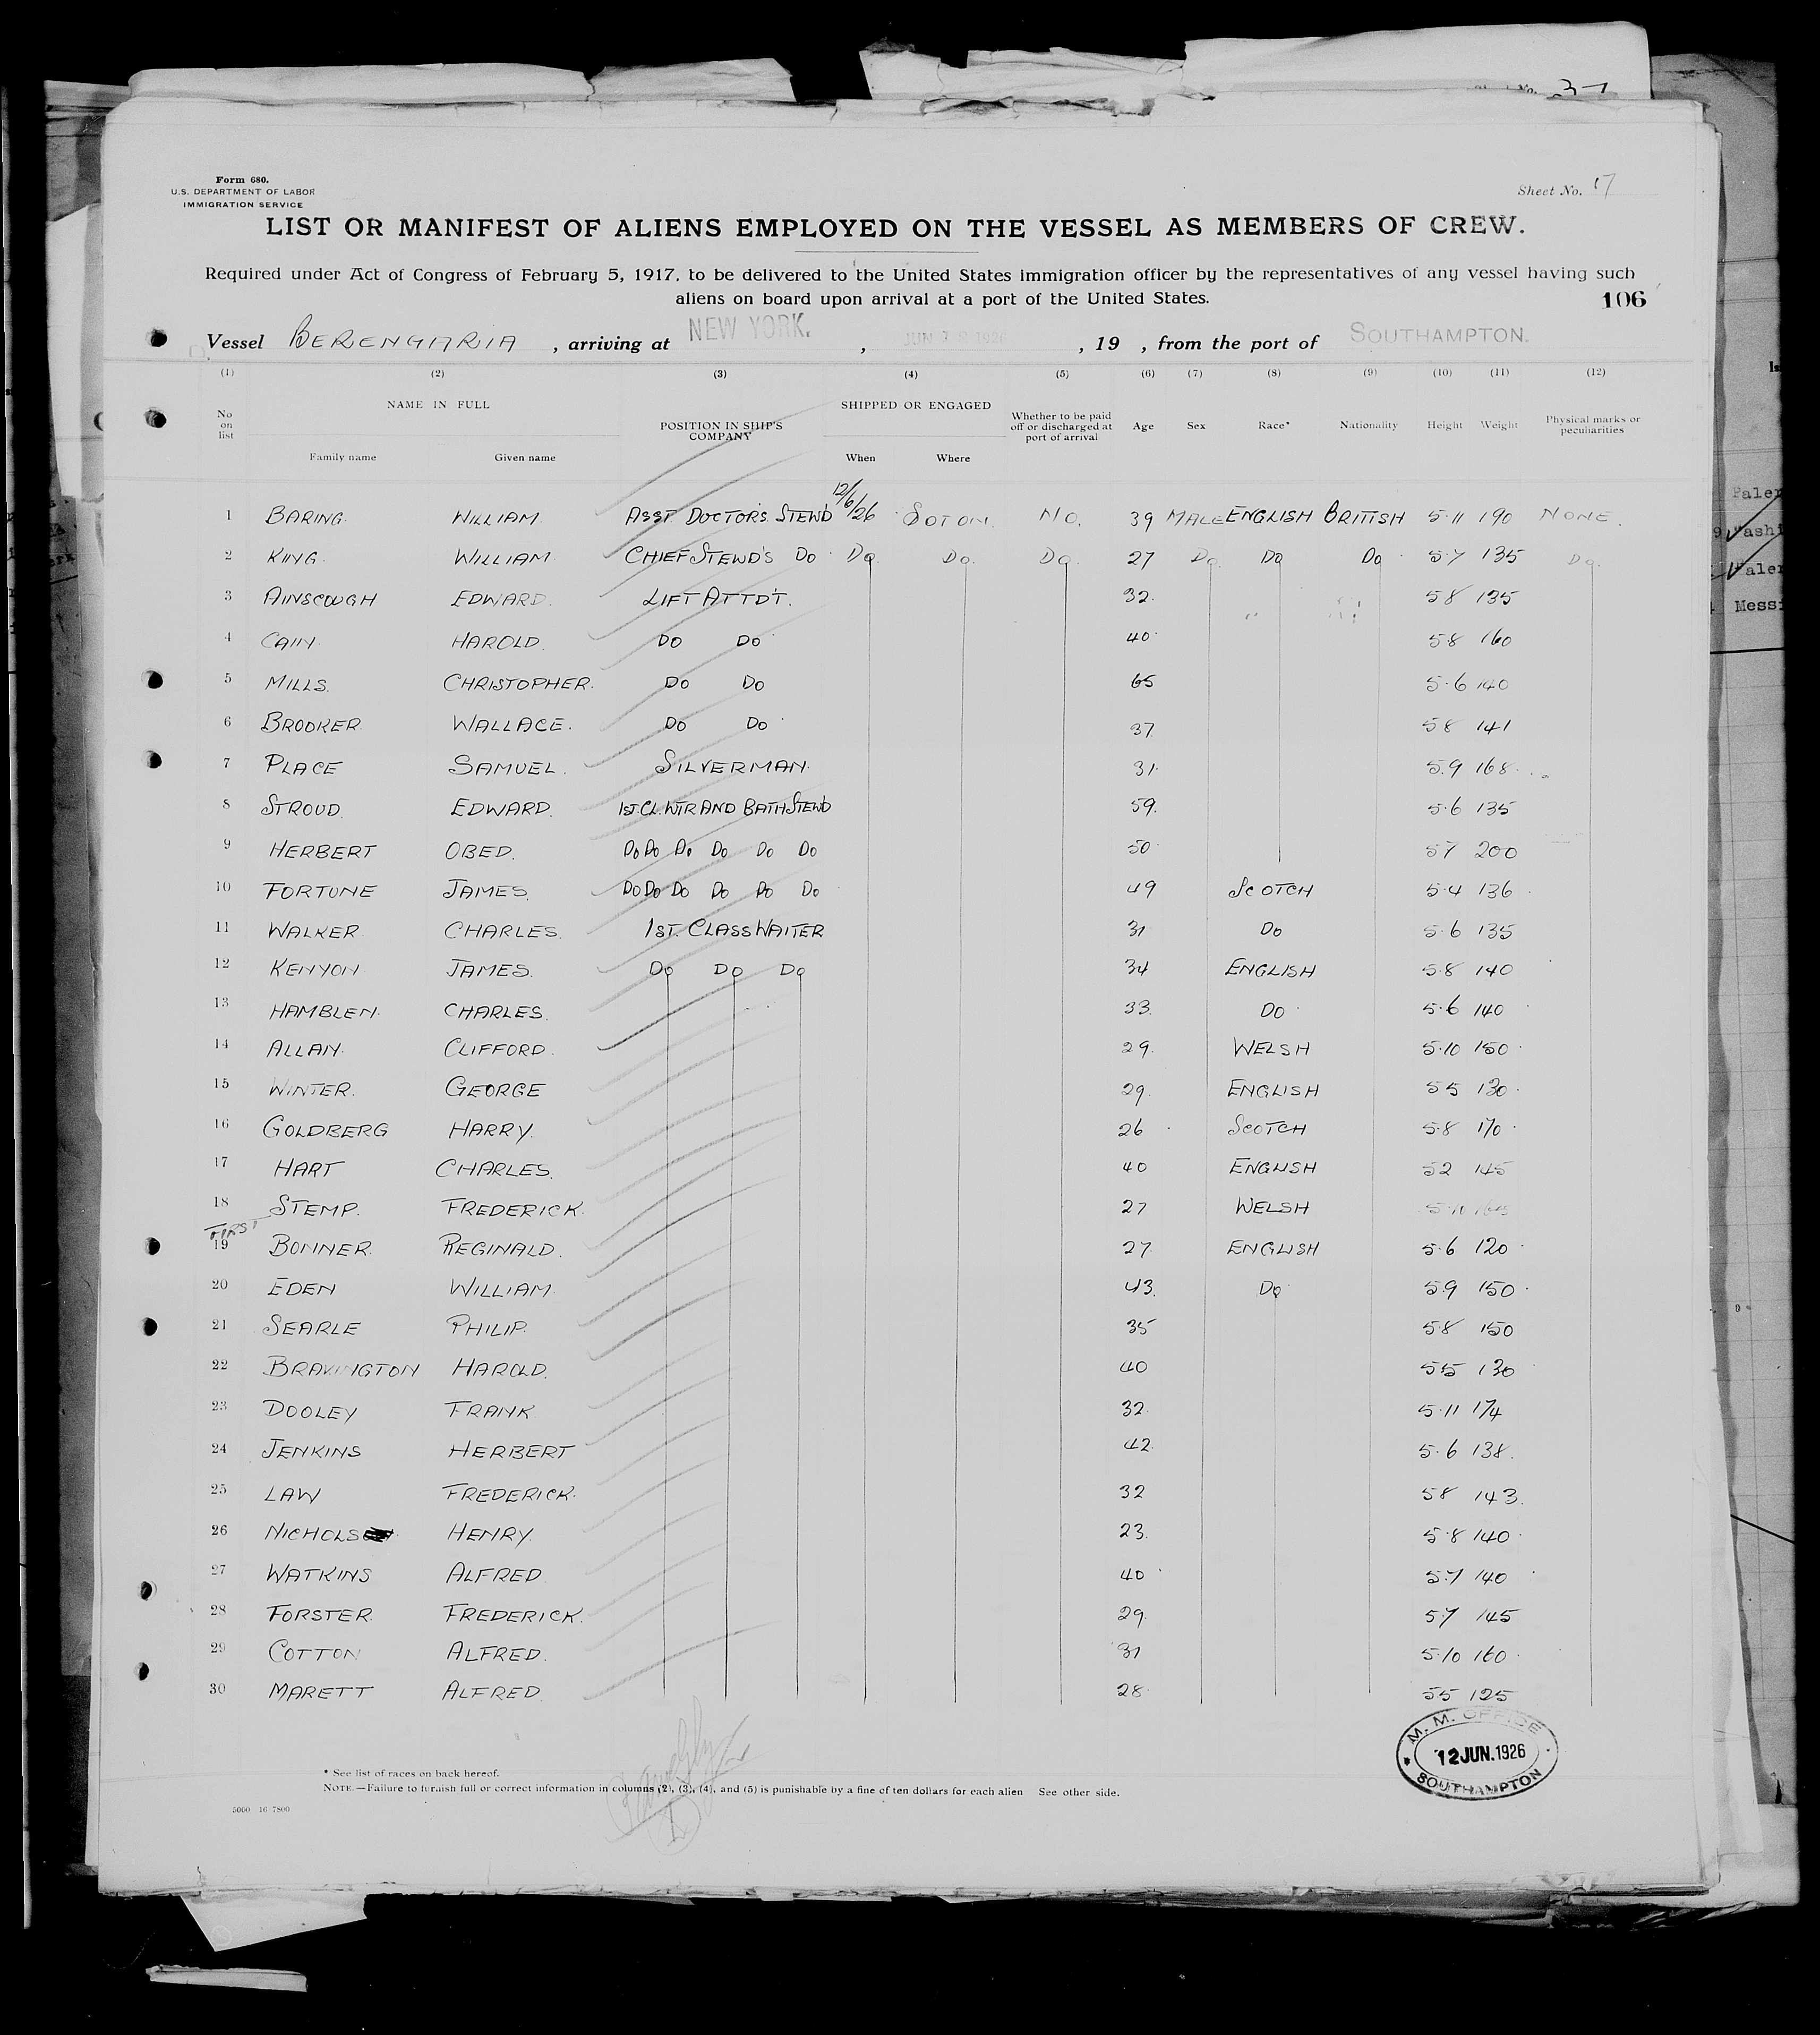 Form 680.
U.S. DEPARTMENT OF LABOR
IMMIGRATION SERVICE
Sheet No. 17
LIST OR MANIFEST OF ALIENS EMPLOYED ON THE VESSEL AS MEMBERS OF CREW.
Required under Act of Congress of February 5, 1917, to be delivered to the United States immigration officer by the representatives of any vessel having such
aliens on board upon arrival at a port of the United States.
106
Vessel BERENGARIA, arriving at NEW YORK. , JUN 1926 , 19 , from the port of SOUTHAMPTON.
(1) (2) (3) (4) (5) (6) (7) (8) (9) (10) (11) (12)
No on list NAME IN FULL Family name Given name POSITION IN SHIP'S COMPANY SHIPPED OR ENGAGED When Where Whether to be paid off or discharged at port of arrival Age Sex Race* Nationality Height Weight Physical marks or peculiarities
1 BARING. WILLIAM ASST. DOCTOR'S STEWD 12/6/26 SOTON. NO. 39 MALE ENGLISH BRITISH 5·11 190 NONE.
2 KING. WILLIAM. CHIEF STEWD'S DO Do Do. Do. 27 Do. Do Do 5·7 135 Do.
3 AINSCOUGH EDWARD. LIFT ATTDT. 32. 5 8 135
4 CANN. HAROLD. DO DO 40 5·8 160
5 MILLS. CHRISTOPHER. DO DO 65 5·6 140
6 BROOKER WALLACE. DO DO 37 5 8 141
7 PLACE SAMUEL. SILVERMAN. 31. 5.9 168.
8 STROUD. EDWARD. 1ST. CL. WTR AND BATH STEWD 59. 5·6 135
9 HERBERT OBED. Do Do Do Do Do Do 50 5 7 200
10 FORTUNE JAMES. DO Do Do Do Do Do 49 SCOTCH 5·4 136
11 WALKER CHARLES. 1ST. CLASS WAITER 31 Do 5·6 135
12 KENYON JAMES. Do Do Do 34 ENGLISH 5·8 140
13 HAMBLEN. CHARLES. 33. DO 5·6 140
14 ALLAN. CLIFFORD. 29. WELSH 5·10 150
15 WINTER. GEORGE 29. ENGLISH 5 5 130
16 GOLDBERG HARRY. 26 SCOTCH 5·8 170
17 HART CHARLES. 40 ENGLISH 5 2 145
18 STEMP. FREDERICK. 27 WELSH 5·10
FIRST
19 BONNER. REGINALD. 27. ENGLISH 5·6 120
20 EDEN WILLIAM. 43. Do 5·9 150
21 SEARLE PHILIP. 35 5·8 150
22 BRAVINGTON HAROLD. 40 5·5 130
23 DOOLEY FRANK 32. 5·11 174
24 JENKINS HERBERT 42. 5·6 138.
25 LAW FREDERICK. 32 5 8 143.
26 NICHOLS HENRY. 23. 5·8 140
27 WATKINS ALFRED 40 5·7 140
28 FORSTER. FREDERICK. 29. 5·7 145
29 COTTON ALFRED. 31 5·10 160
30 MARETT ALFRED. 28. 5 5 125
M. M. OFFICE
12 JUN. 1926
SOUTHAMPTON
* See list of races on back hereof.
NOTE.—Failure to furnish full or correct information in columns (2), (3), (4), and (5) is punishable by a fine of ten dollars for each alien See other side.
5000 16 7800
Paler
Washi
Paler
Messi